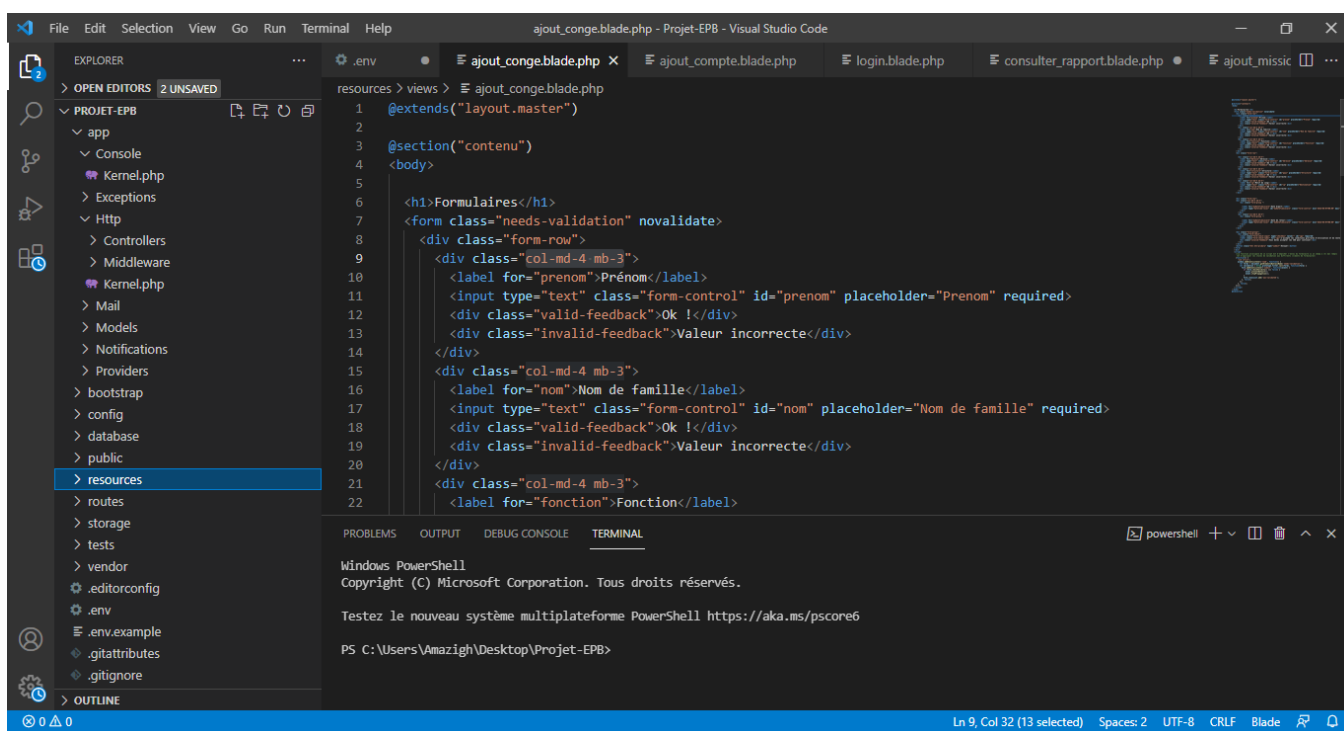 File Edit Selection View Go Run Terminal Help ajout_conge.blade.php - Projet-EPB - Visual Studio Code
EXPLORER
.env ajout_conge.blade.php ajout_compte.blade.php login.blade.php consulter_rapport.blade.php ajout_missic
OPEN EDITORS 2 UNSAVED
PROJET-EPB
app
Console
Kernel.php
Exceptions
Http
Controllers
Middleware
Kernel.php
Mail
Models
Notifications
Providers
bootstrap
config
database
public
resources
routes
storage
tests
vendor
.editorconfig
.env
.env.example
.gitattributes
.gitignore
OUTLINE
2
resources > views > ajout_conge.blade.php
1 @extends("layout.master")
2
3 @section("contenu")
4 <body>
5
6 <h1>Formulaires</h1>
7 <form class="needs-validation" novalidate>
8 <div class="form-row">
9 <div class="col-md-4 mb-3">
10 <label for="prenom">Prénom</label>
11 <input type="text" class="form-control" id="prenom" placeholder="Prenom" required>
12 <div class="valid-feedback">Ok !</div>
13 <div class="invalid-feedback">Valeur incorrecte</div>
14 </div>
15 <div class="col-md-4 mb-3">
16 <label for="nom">Nom de famille</label>
17 <input type="text" class="form-control" id="nom" placeholder="Nom de famille" required>
18 <div class="valid-feedback">Ok !</div>
19 <div class="invalid-feedback">Valeur incorrecte</div>
20 </div>
21 <div class="col-md-4 mb-3">
22 <label for="fonction">Fonction</label>
PROBLEMS OUTPUT DEBUG CONSOLE TERMINAL powershell
Windows PowerShell
Copyright (C) Microsoft Corporation. Tous droits réservés.
Testez le nouveau système multiplateforme PowerShell https://aka.ms/pscore6
PS C:\Users\Amazigh\Desktop\Projet-EPB>
0 0 Ln 9, Col 32 (13 selected) Spaces: 2 UTF-8 CRLF Blade